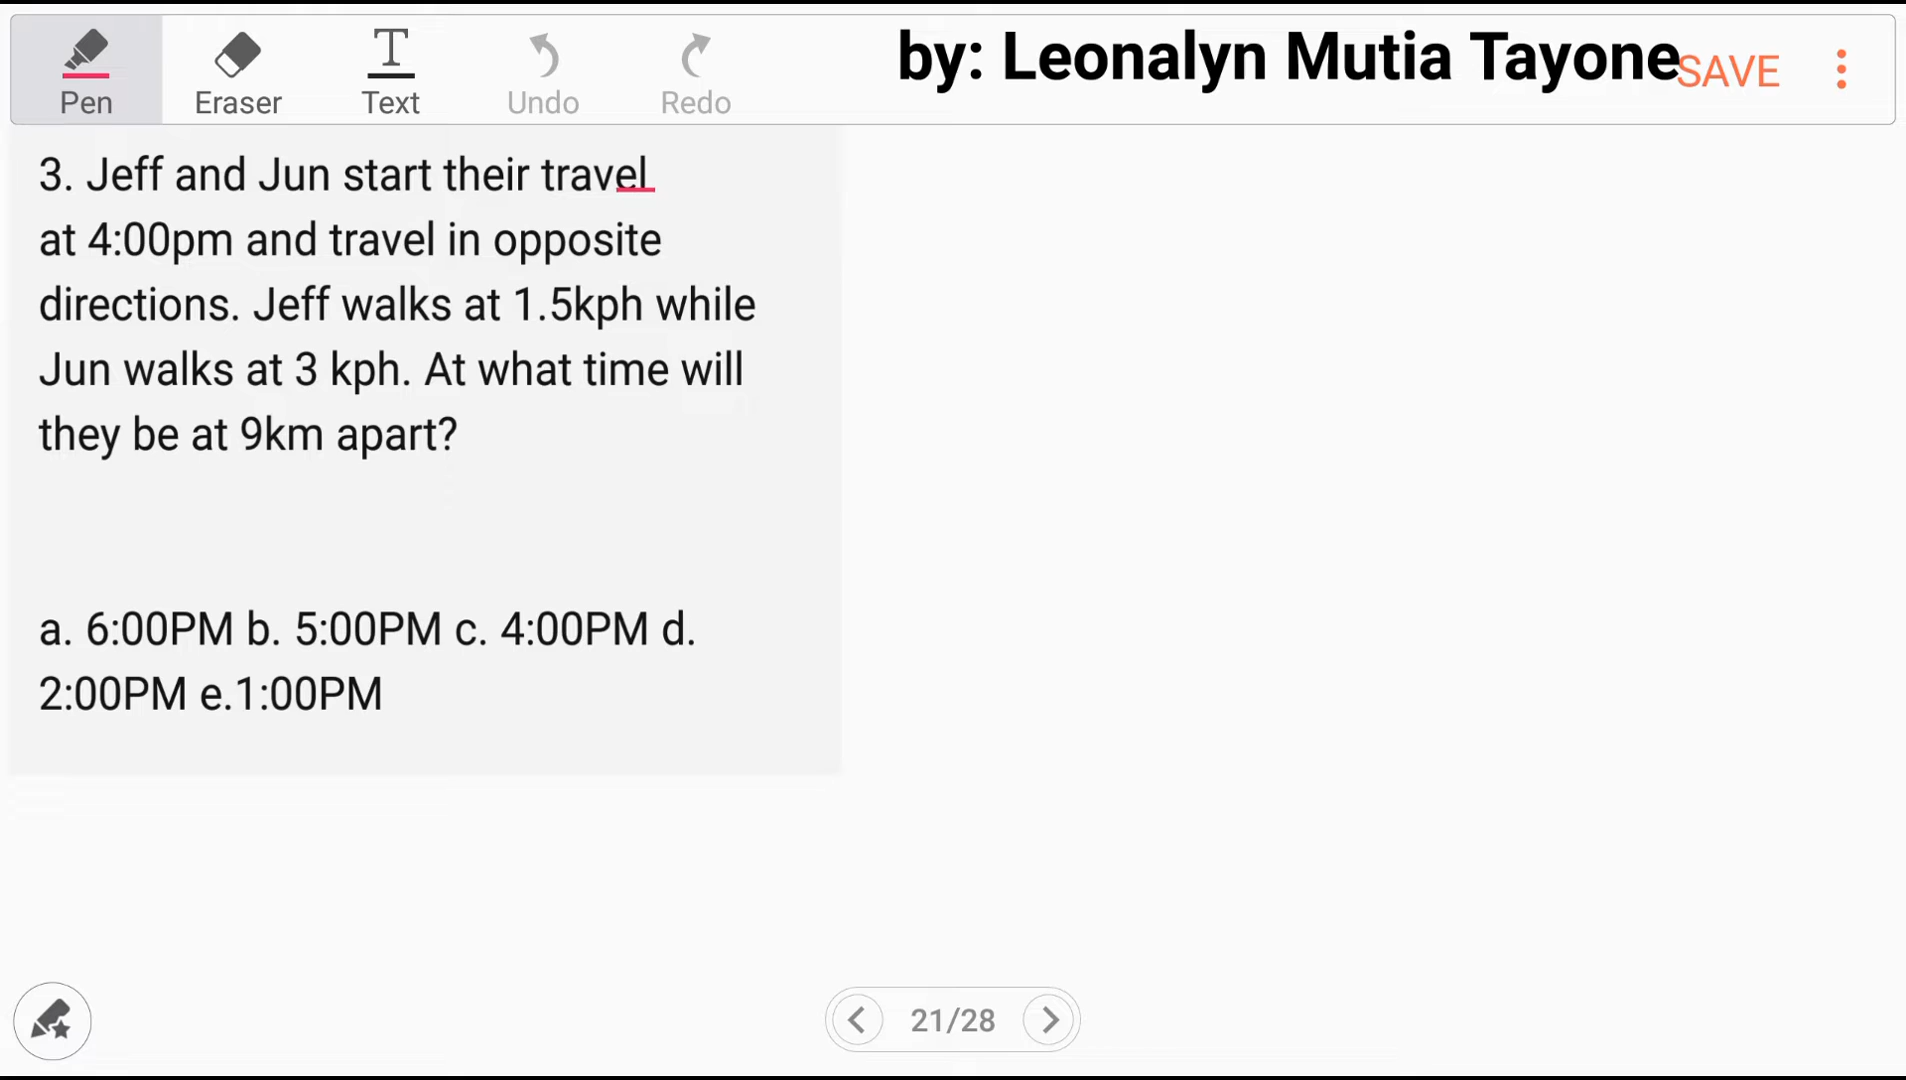 by: Leonalyn Mutia Tayone
Pen Eraser Text Undo Redo SAVE
3. Jeff and Jun start their travel
at 4:00pm and travel in opposite
directions. Jeff walks at 1.5kph while
Jun walks at 3 kph. At what time will
they be at 9km apart?
a. 6:00PM b. 5:00PM c. 4:00PM d.
2:00PM e.1:00PM
21/28